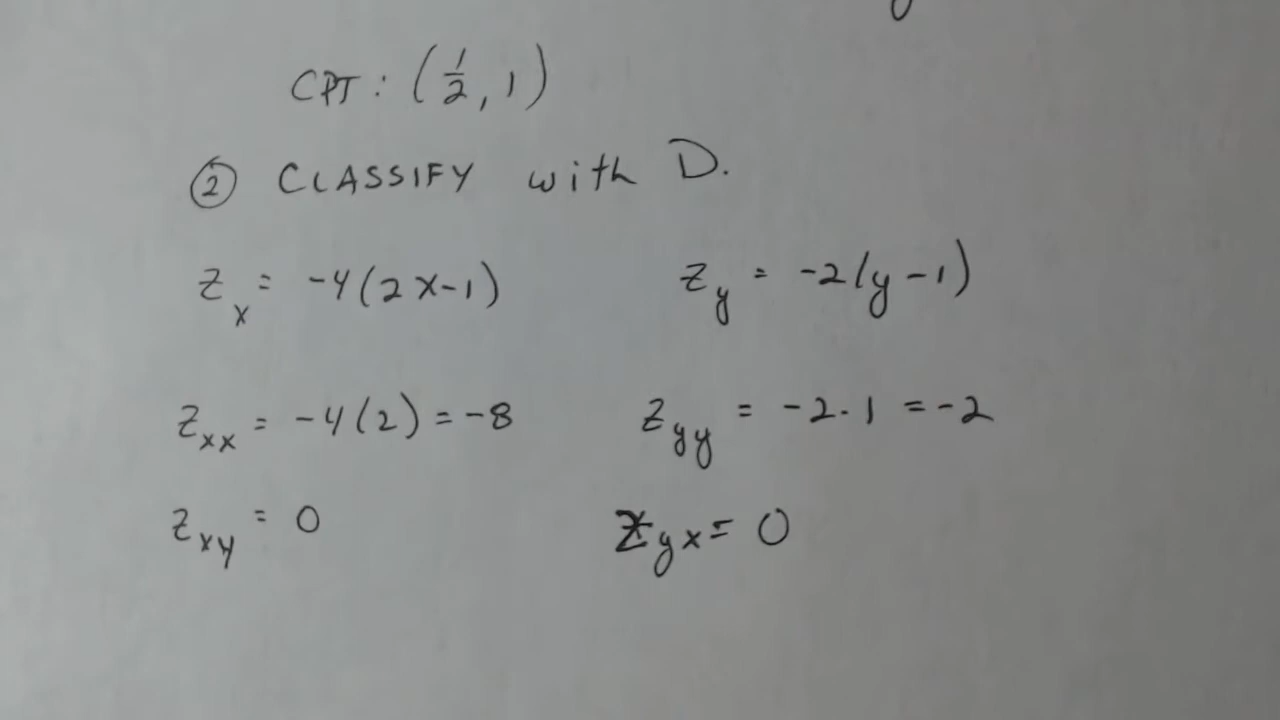 CPT: (1/2, 1)
② CLASSIFY with D.
z_x = -4(2x-1) z_y = -2(y-1)
z_xx = -4(2) = -8 z_yy = -2·1 = -2
z_xy = 0 z_yx = 0